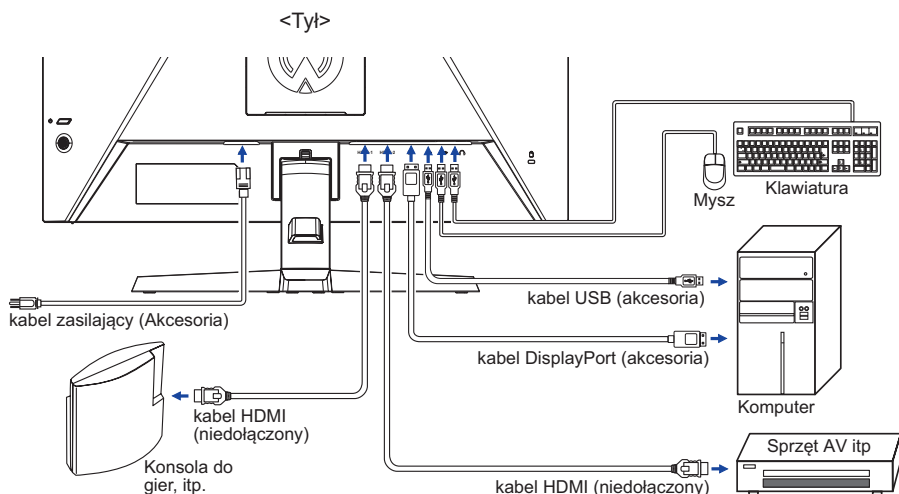 <Tył>
Mysz
Klawiatura
kabel USB (akcesoria)
kabel zasilający (Akcesoria)
kabel DisplayPort (akcesoria)
Komputer
kabel HDMI
(niedołączony)
Sprzęt AV itp
Konsola do
gier, itp.
kabel HDMI (niedołączony)